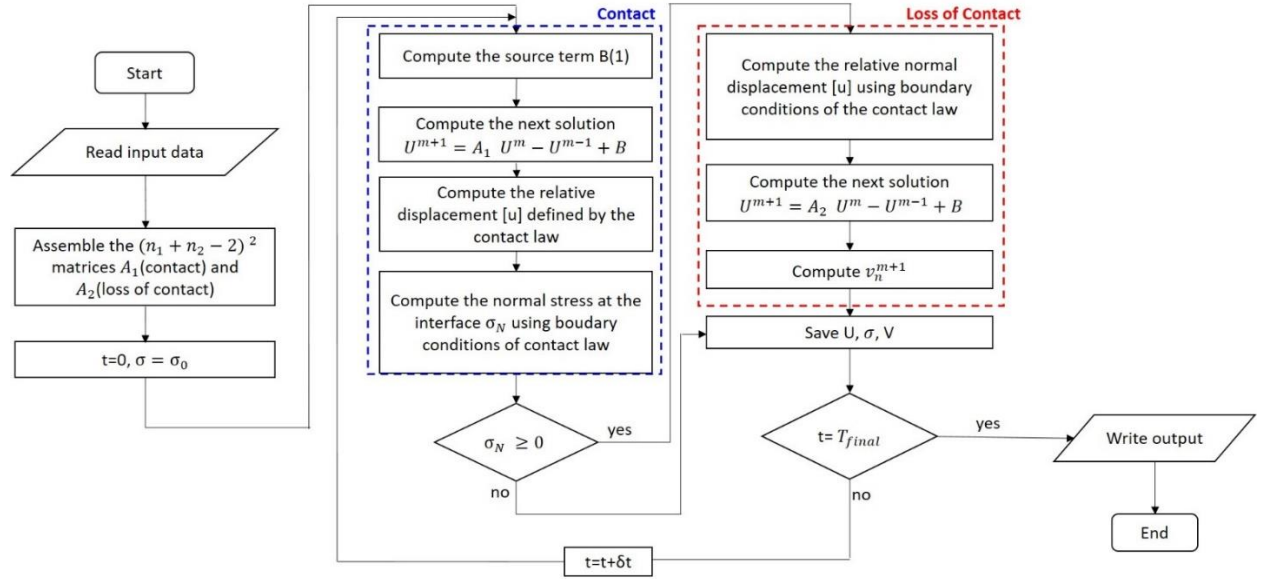 Start
Read input data
Assemble the (n₁ + n₂ − 2) ²
matrices A₁(contact) and
A₂(loss of contact)
t=0, σ = σ₀
Contact
Compute the source term B(1)
Compute the next solution
Uᵐ⁺¹ = A₁ Uᵐ − Uᵐ⁻¹ + B
Compute the relative
displacement [u] defined by the
contact law
Compute the normal stress at the
interface σ_N using boudary
conditions of contact law
σ_N ≥ 0
yes
no
Loss of Contact
Compute the relative normal
displacement [u] using boundary
conditions of the contact law
Compute the next solution
Uᵐ⁺¹ = A₂ Uᵐ − Uᵐ⁻¹ + B
Compute vₙᵐ⁺¹
Save U, σ, V
t= T_final
yes
no
t=t+δt
Write output
End